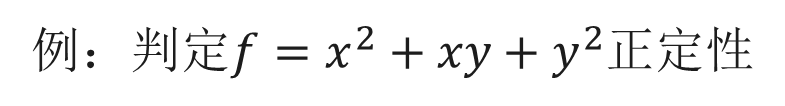 例：判定f = x² + xy + y²正定性